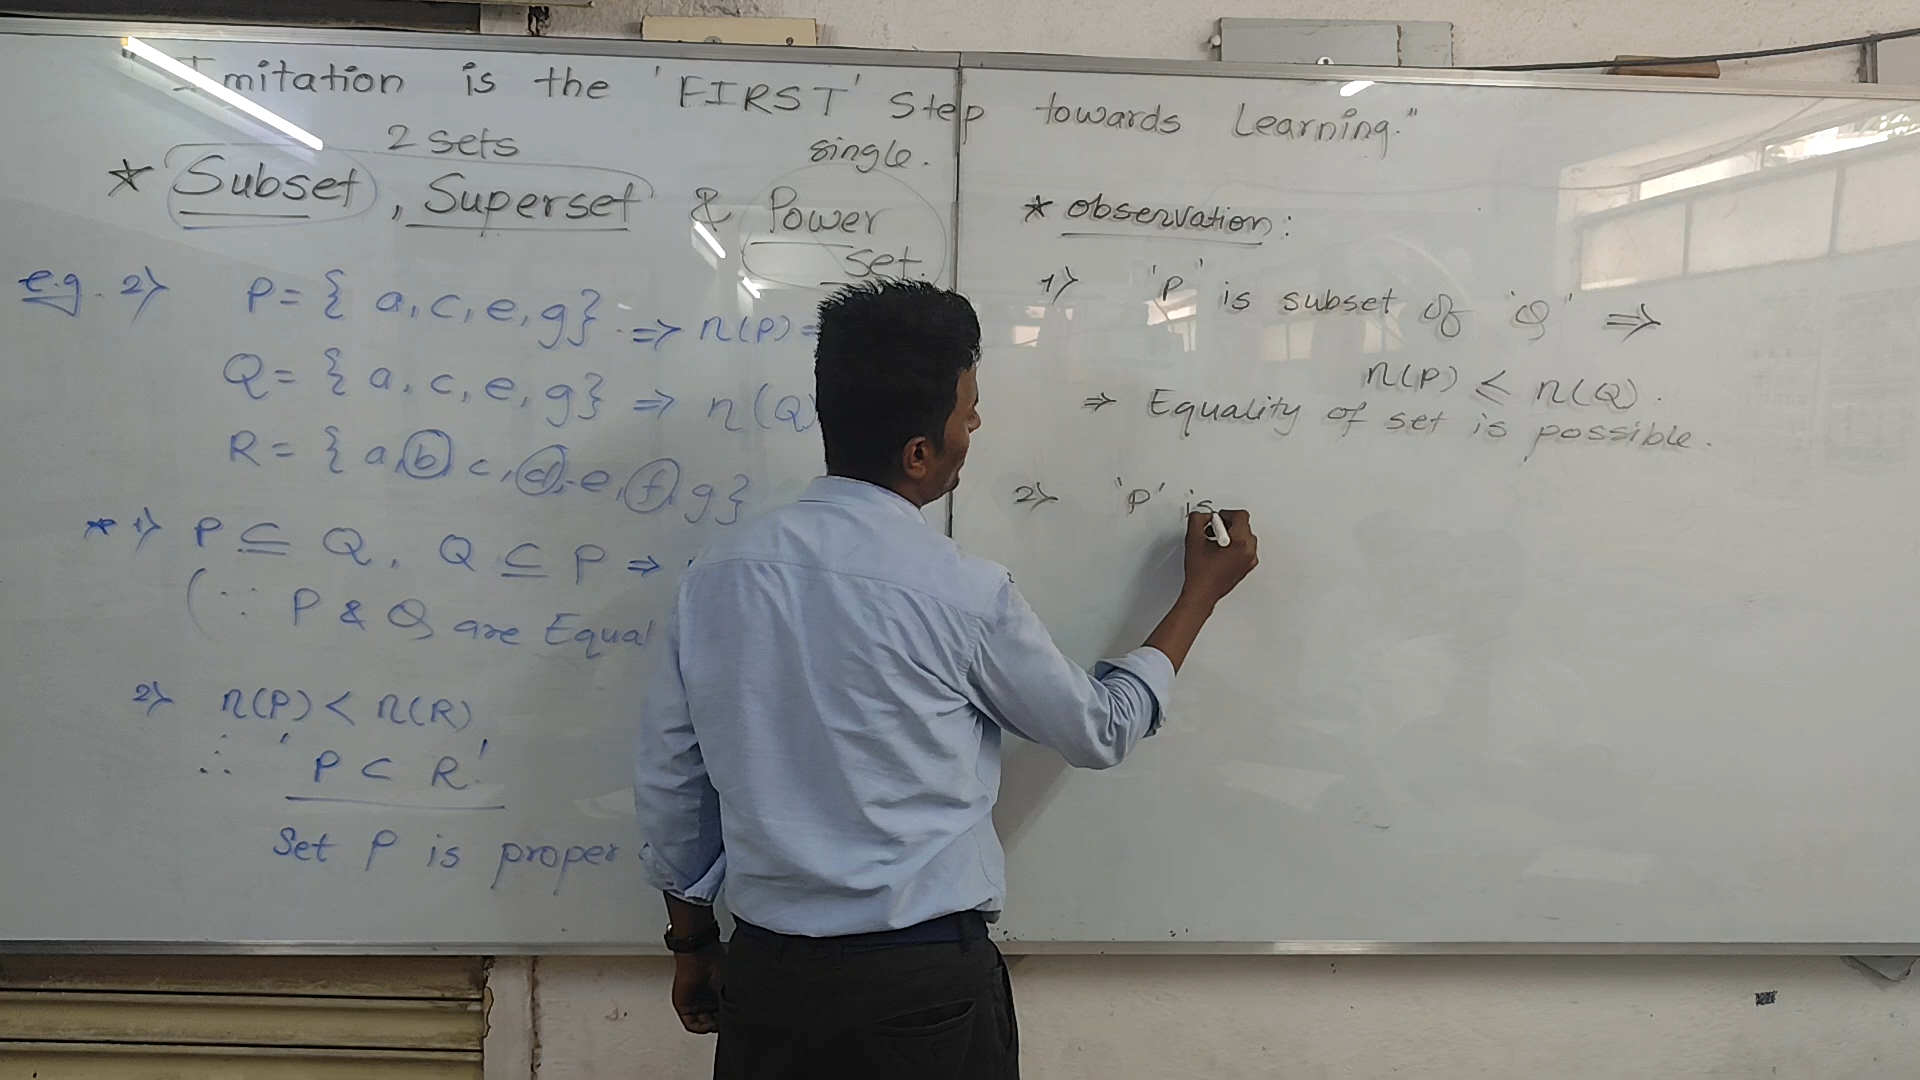 "Imitation is the 'FIRST' Step towards Learning."
2 sets single.
* Subset, Superset & Power set.
e.g. 2) P = { a, c, e, g} ⇒ n(P) =
Q = { a, c, e, g} ⇒ n(Q)
R = { a, b, c, d, e, f, g}
* 1) P ⊆ Q, Q ⊆ P ⇒
(∵ P & Q are Equal
2) n(P) < n(R)
∴ 'P ⊂ R'
Set P is proper
* Observation:
1) 'P' is subset of 'Q' ⇒
n(P) ≤ n(Q).
⇒ Equality of set is possible.
2) 'P' is